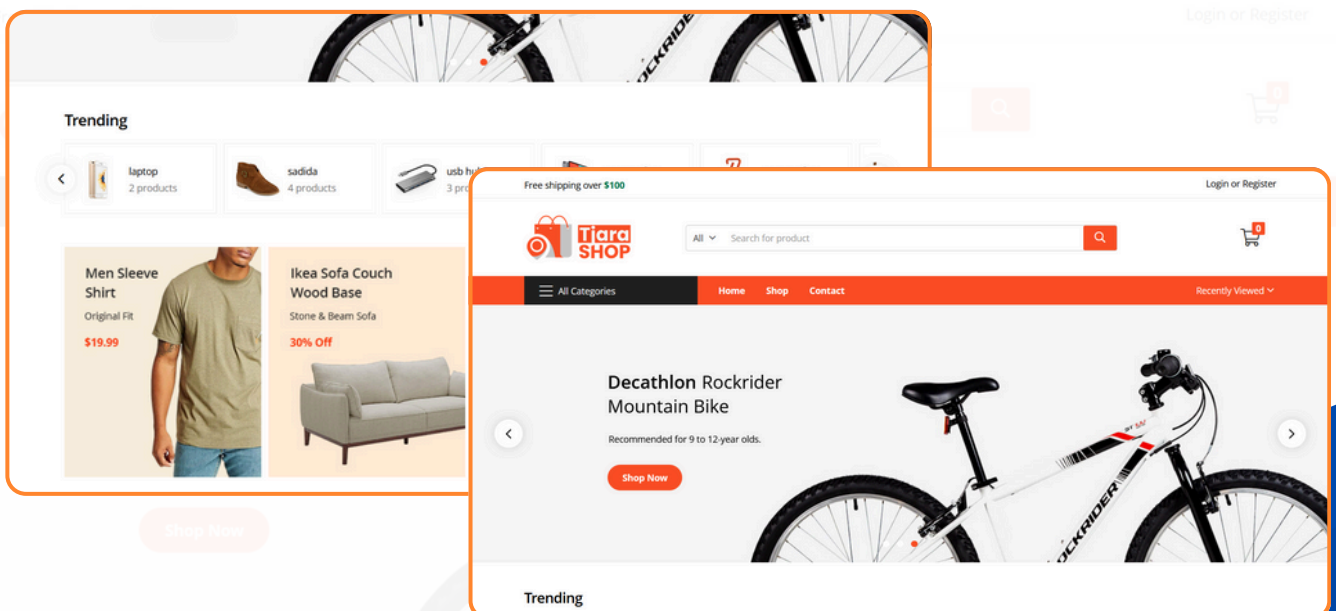 Login or Register
0
Trending
laptop
2 products
sadida
4 products
usb hu
3 pro
Men Sleeve
Shirt
Original Fit
$19.99
Ikea Sofa Couch
Wood Base
Stone & Beam Sofa
30% Off
Shop Now
Free shipping over $100
Login or Register
Tiara
SHOP
All
Search for product
0
All Categories
Home
Shop
Contact
Recently Viewed
Decathlon Rockrider
Mountain Bike
Recommended for 9 to 12-year olds.
Shop Now
OCKRIDER
Trending